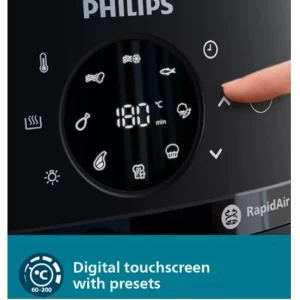 PHILIPS
180 °C
min
RapidAir
°C
60-200
Digital touchscreen
with presets